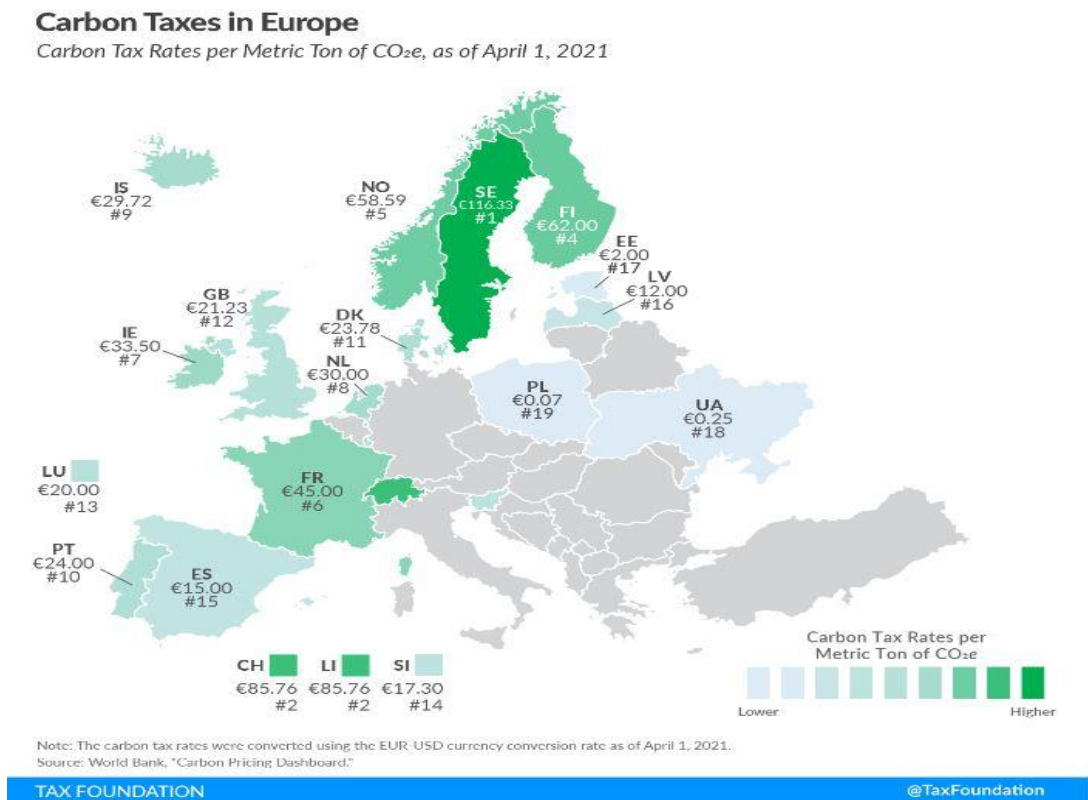 Carbon Taxes in Europe
Carbon Tax Rates per Metric Ton of CO₂e, as of April 1, 2021
IS
€29.72
#9
NO
€58.59
#5
SE
€116.33
#1
FI
€62.00
#4
EE
€2.00
#17
LV
€12.00
#16
GB
€21.23
#12
IE
€33.50
#7
DK
€23.78
#11
NL
€30.00
#8
PL
€0.07
#19
UA
€0.25
#18
LU
€20.00
#13
FR
€45.00
#6
PT
€24.00
#10
ES
€15.00
#15
CH
€85.76
#2
LI
€85.76
#2
SI
€17.30
#14
Carbon Tax Rates per
Metric Ton of CO₂e
Lower
Higher
Note: The carbon tax rates were converted using the EUR USD currency conversion rate as of April 1, 2021.
Source: World Bank, "Carbon Pricing Dashboard."
TAX FOUNDATION
@TaxFoundation